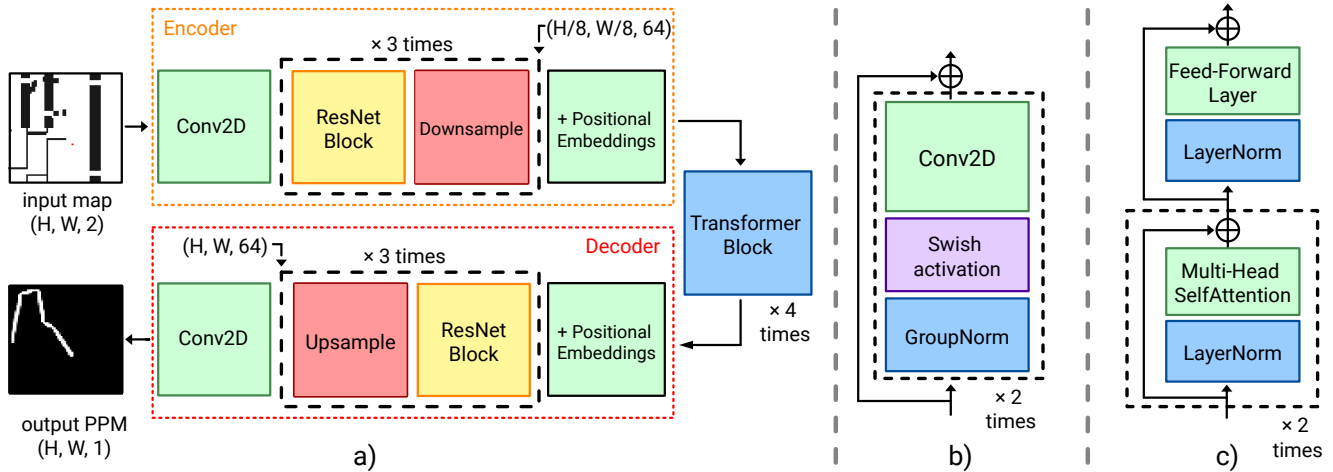 Encoder
× 3 times
(H/8, W/8, 64)
Conv2D
ResNet
Block
Downsample
+ Positional
Embeddings
input map
(H, W, 2)
Transformer
Block
× 4
times
(H, W, 64)
Decoder
× 3 times
Conv2D
Upsample
ResNet
Block
+ Positional
Embeddings
output PPM
(H, W, 1)
a)
Conv2D
Swish
activation
GroupNorm
× 2
times
b)
Feed-Forward
Layer
LayerNorm
Multi-Head
SelfAttention
LayerNorm
× 2
times
c)